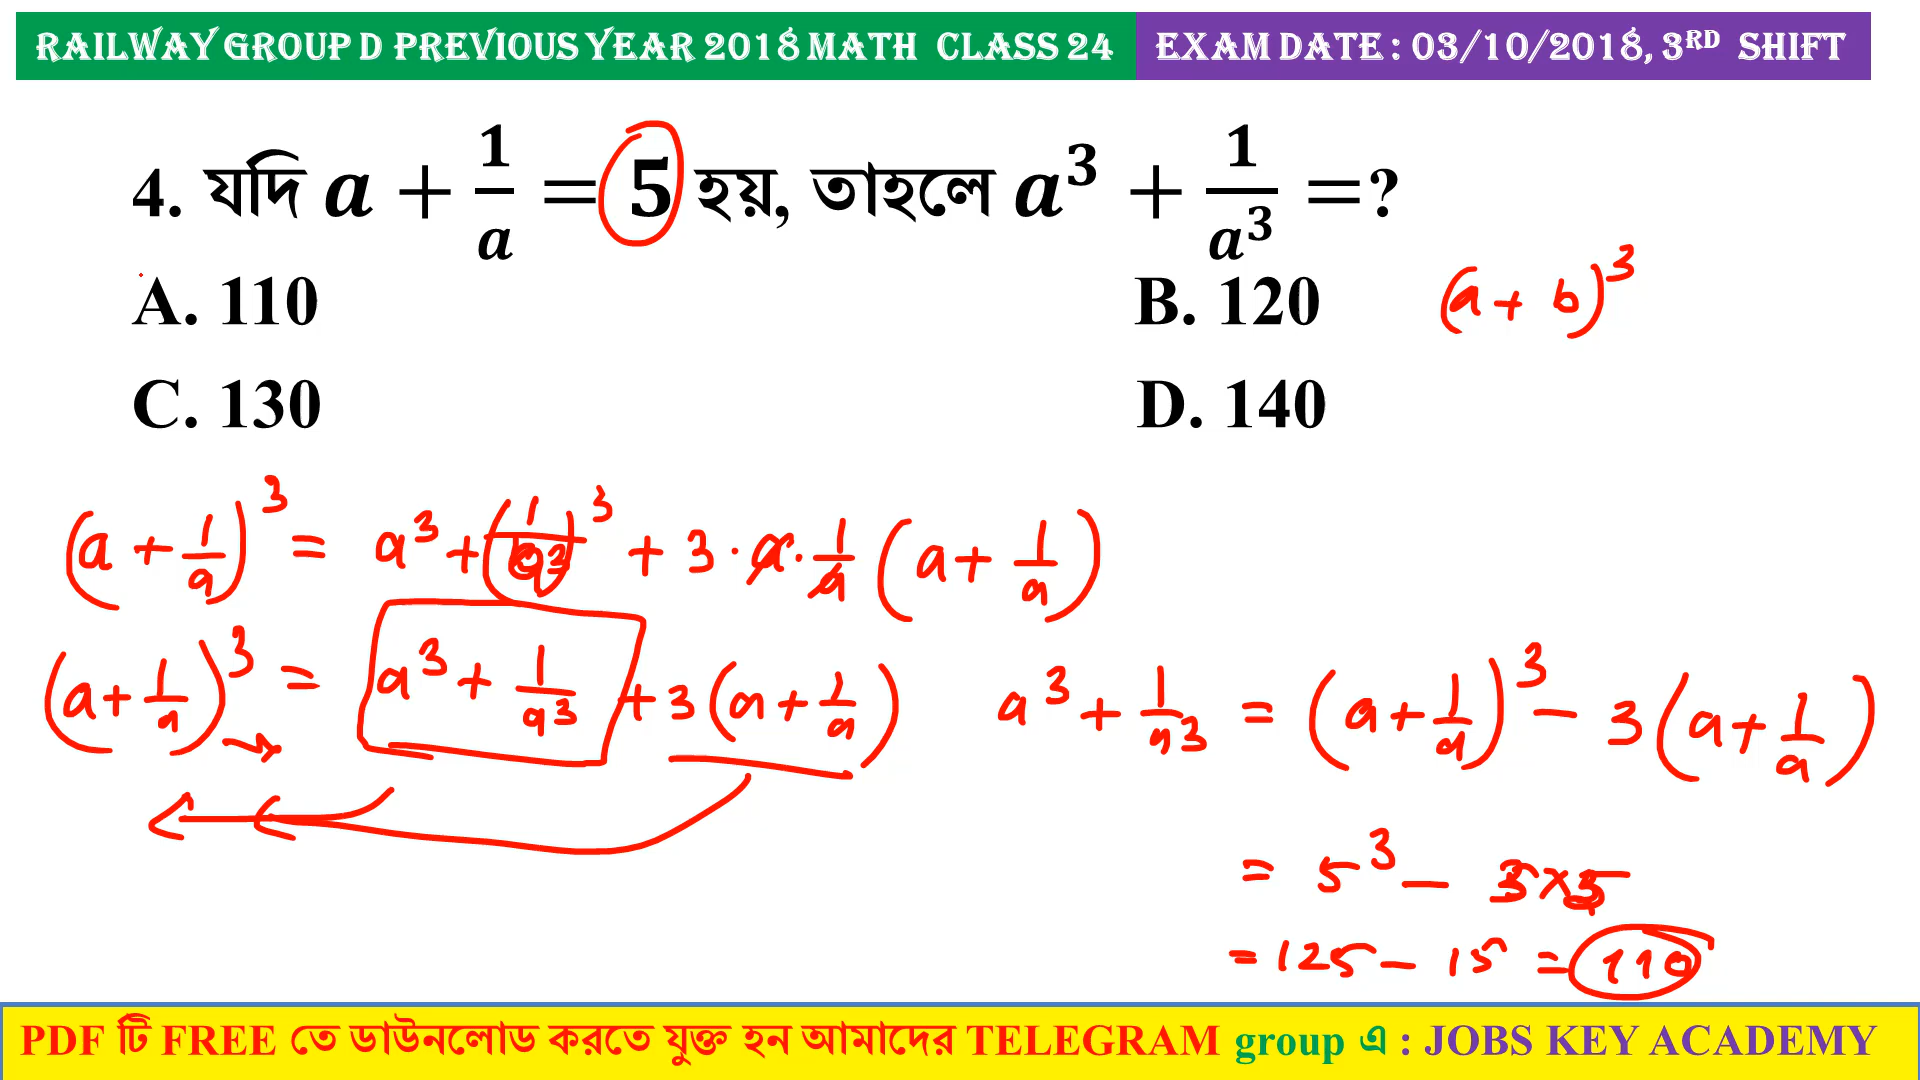 RAILWAY GROUP D PREVIOUS YEAR 2018 MATH CLASS 24 EXAM DATE : 03/10/2018, 3RD SHIFT
4. যদি a + 1/a = 5 হয়, তাহলে a³ + 1/a³ =?
A. 110 B. 120
(a + b)³
C. 130 D. 140
(a + 1/a)³ = a³ + (1/a)³ + 3 · a · 1/a (a + 1/a)
(a + 1/a)³ = a³ + 1/a³ + 3 (a + 1/a)
a³ + 1/a³ = (a + 1/a)³ − 3 (a + 1/a)
= 5³ − 3×5
= 125 − 15 = 110
PDF টি FREE তে ডাউনলোড করতে যুক্ত হন আমাদের TELEGRAM group এ : JOBS KEY ACADEMY